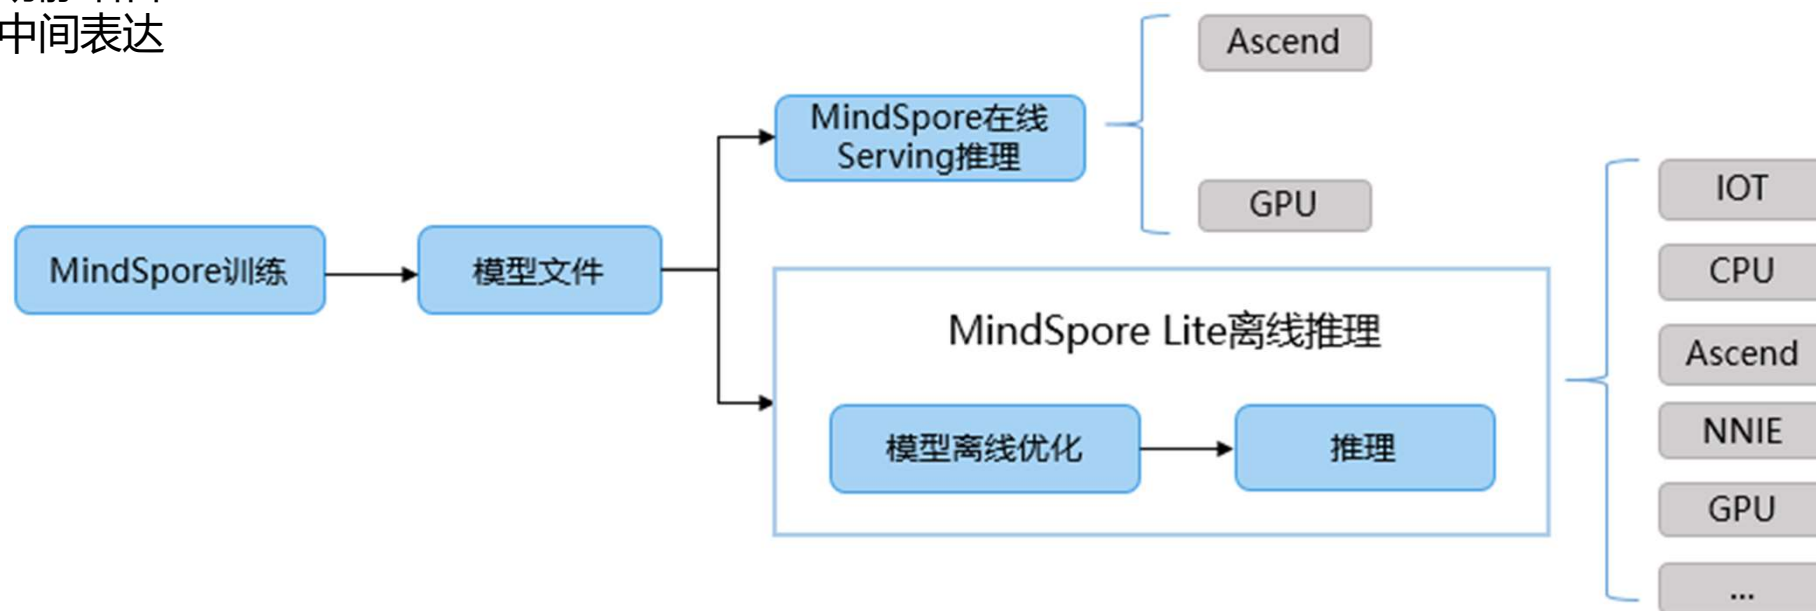 中间表达
Ascend
MindSpore在线
Serving推理
GPU
MindSpore训练
模型文件
MindSpore Lite离线推理
模型离线优化
推理
IOT
CPU
Ascend
NNIE
GPU
...